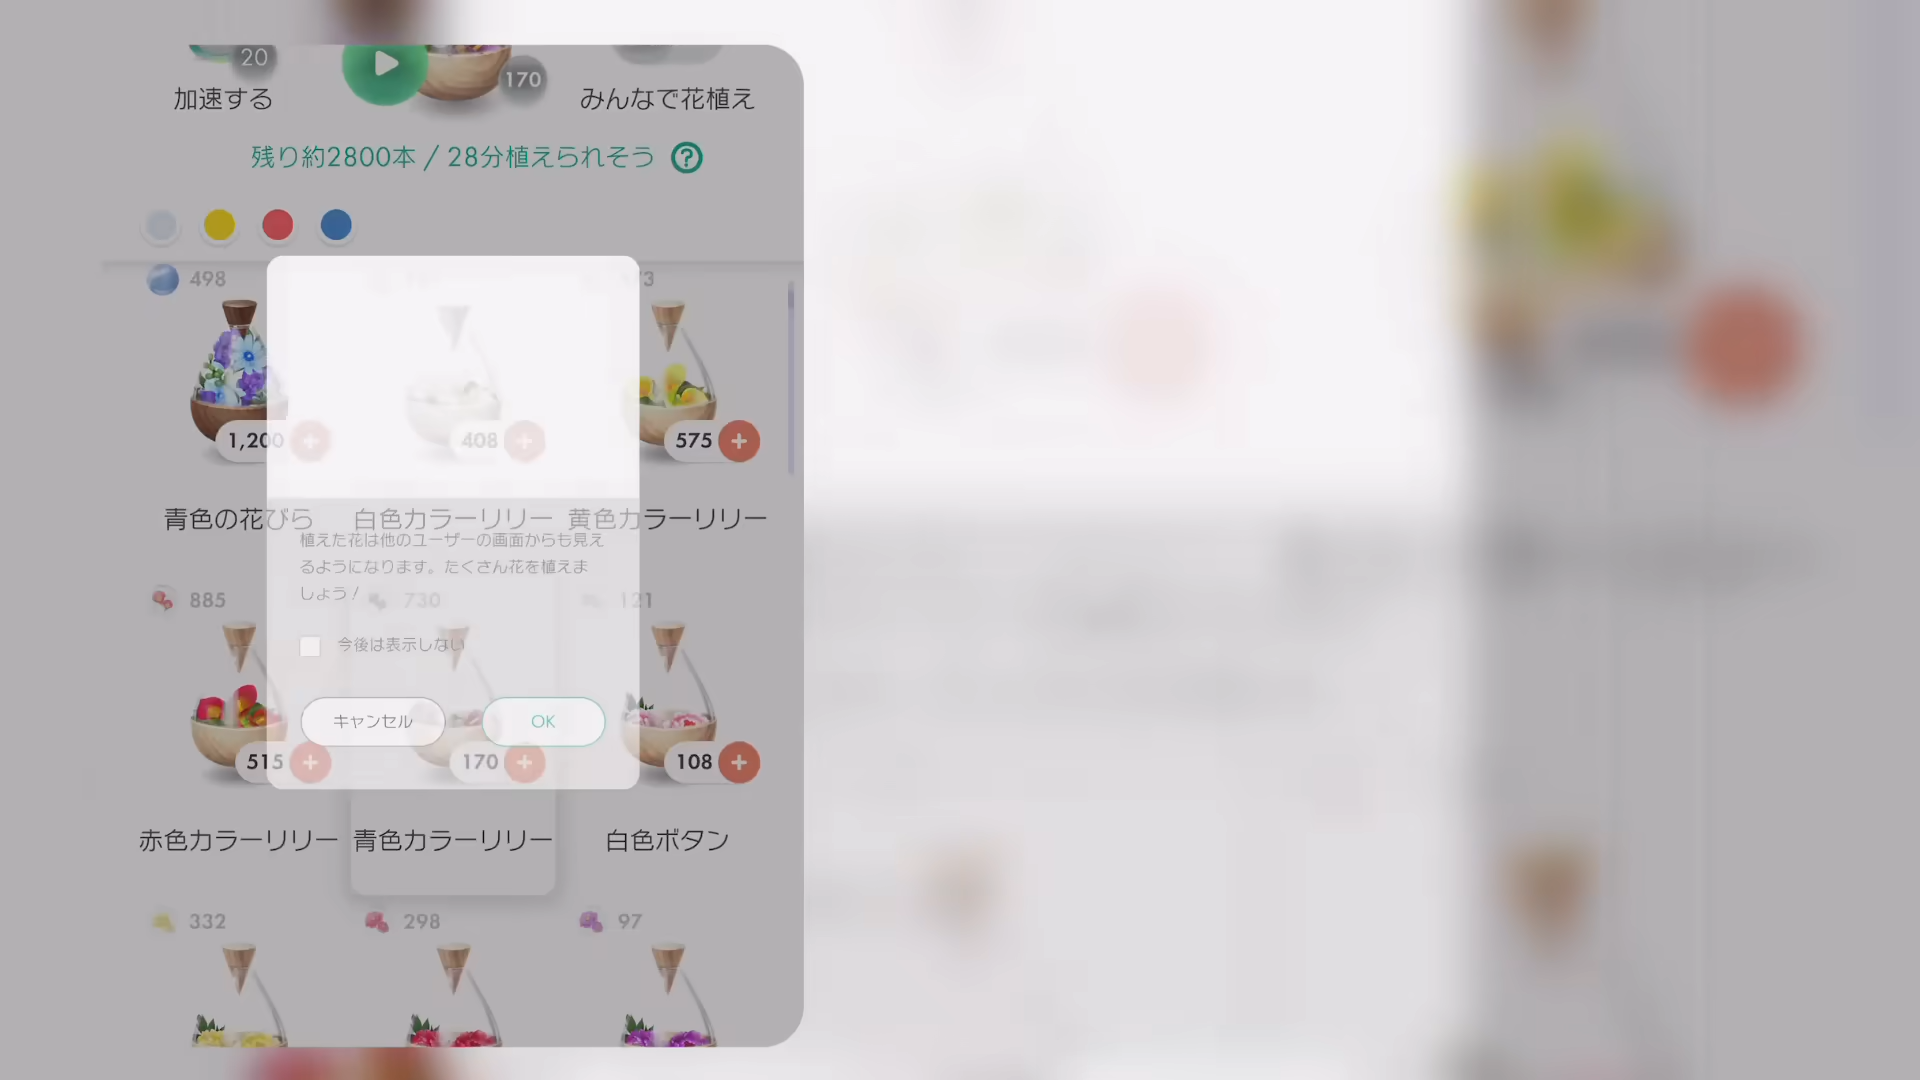 20
170
加速する
みんなで花植え
残り約2800本 / 28分植えられそう ?
498
1,200 +
408 +
575 +
青色の花びら
白色カラーリリー
黄色カラーリリー
植えた花は他のユーザーの画面からも見え
るようになります。たくさん花を植えま
しょう！
885
730
121
今後は表示しない
キャンセル
OK
515 +
170 +
108 +
赤色カラーリリー
青色カラーリリー
白色ボタン
332
298
97